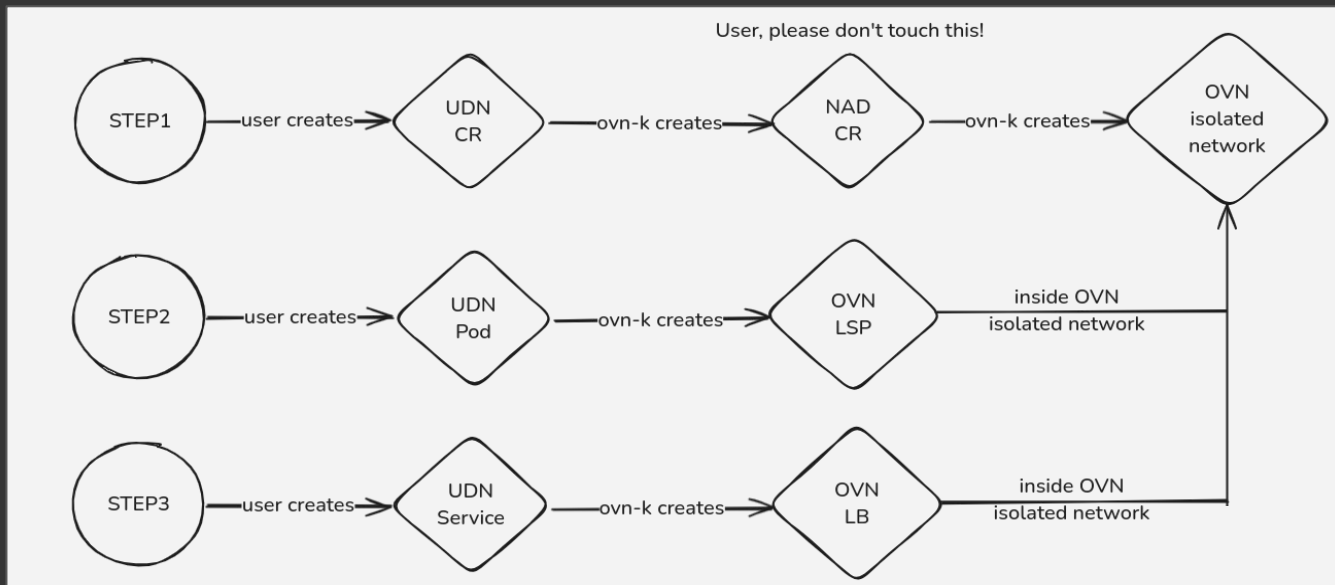 User, please don't touch this!
STEP1
user creates
UDN
CR
ovn-k creates
NAD
CR
ovn-k creates
OVN
isolated
network
STEP2
user creates
UDN
Pod
ovn-k creates
OVN
LSP
inside OVN
isolated network
STEP3
user creates
UDN
Service
ovn-k creates
OVN
LB
inside OVN
isolated network